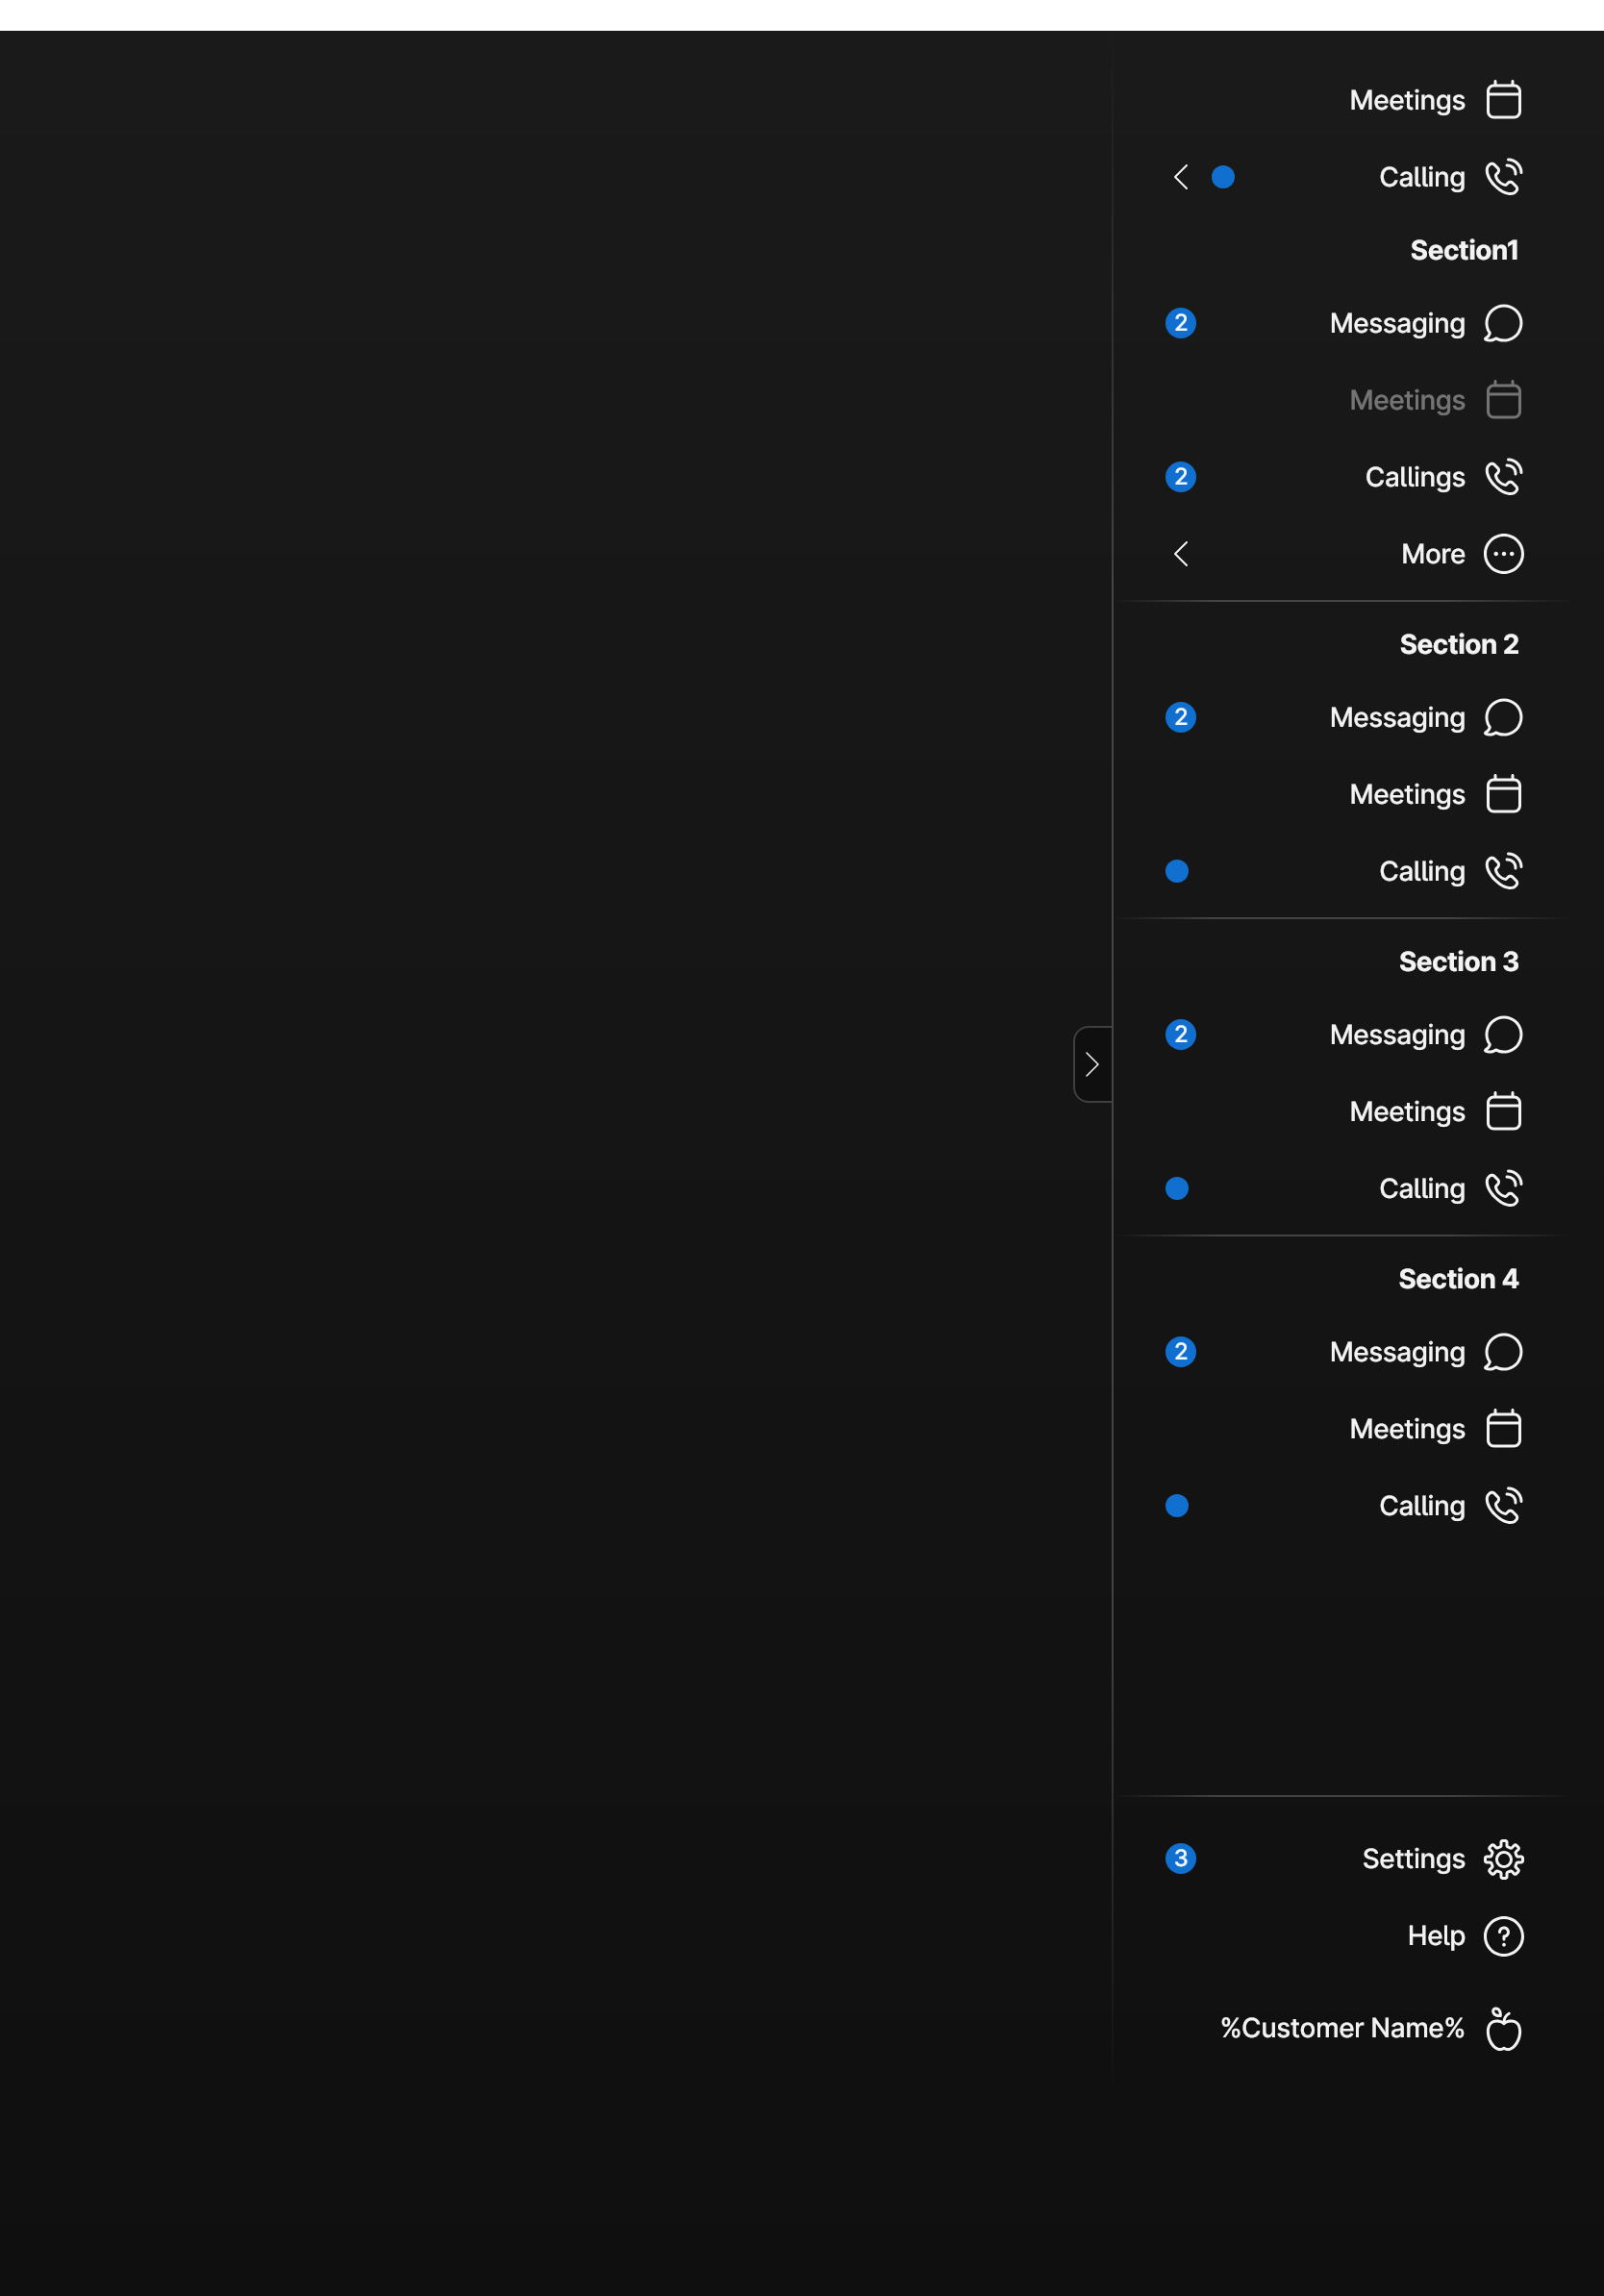 Meetings
Calling
Section1
Messaging 2
Meetings
Callings 2
More
Section 2
Messaging 2
Meetings
Calling
Section 3
Messaging 2
Meetings
Calling
Section 4
Messaging 2
Meetings
Calling
Settings 3
Help
%Customer Name%